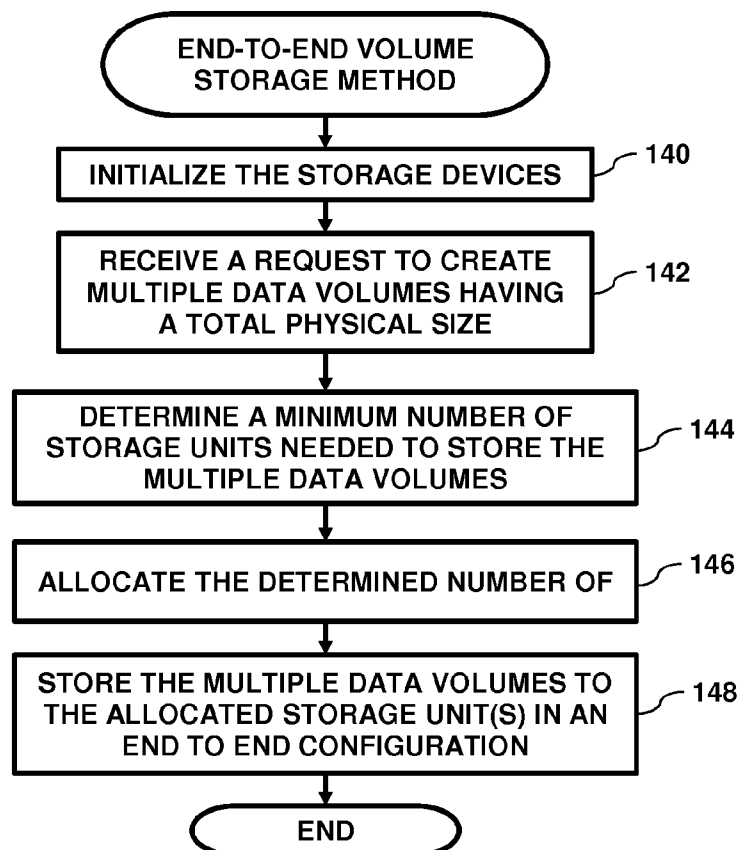 END-TO-END VOLUME
STORAGE METHOD
INITIALIZE THE STORAGE DEVICES
140
RECEIVE A REQUEST TO CREATE
MULTIPLE DATA VOLUMES HAVING
A TOTAL PHYSICAL SIZE
142
DETERMINE A MINIMUM NUMBER OF
STORAGE UNITS NEEDED TO STORE THE
MULTIPLE DATA VOLUMES
144
ALLOCATE THE DETERMINED NUMBER OF
146
STORE THE MULTIPLE DATA VOLUMES TO
THE ALLOCATED STORAGE UNIT(S) IN AN
END TO END CONFIGURATION
148
END